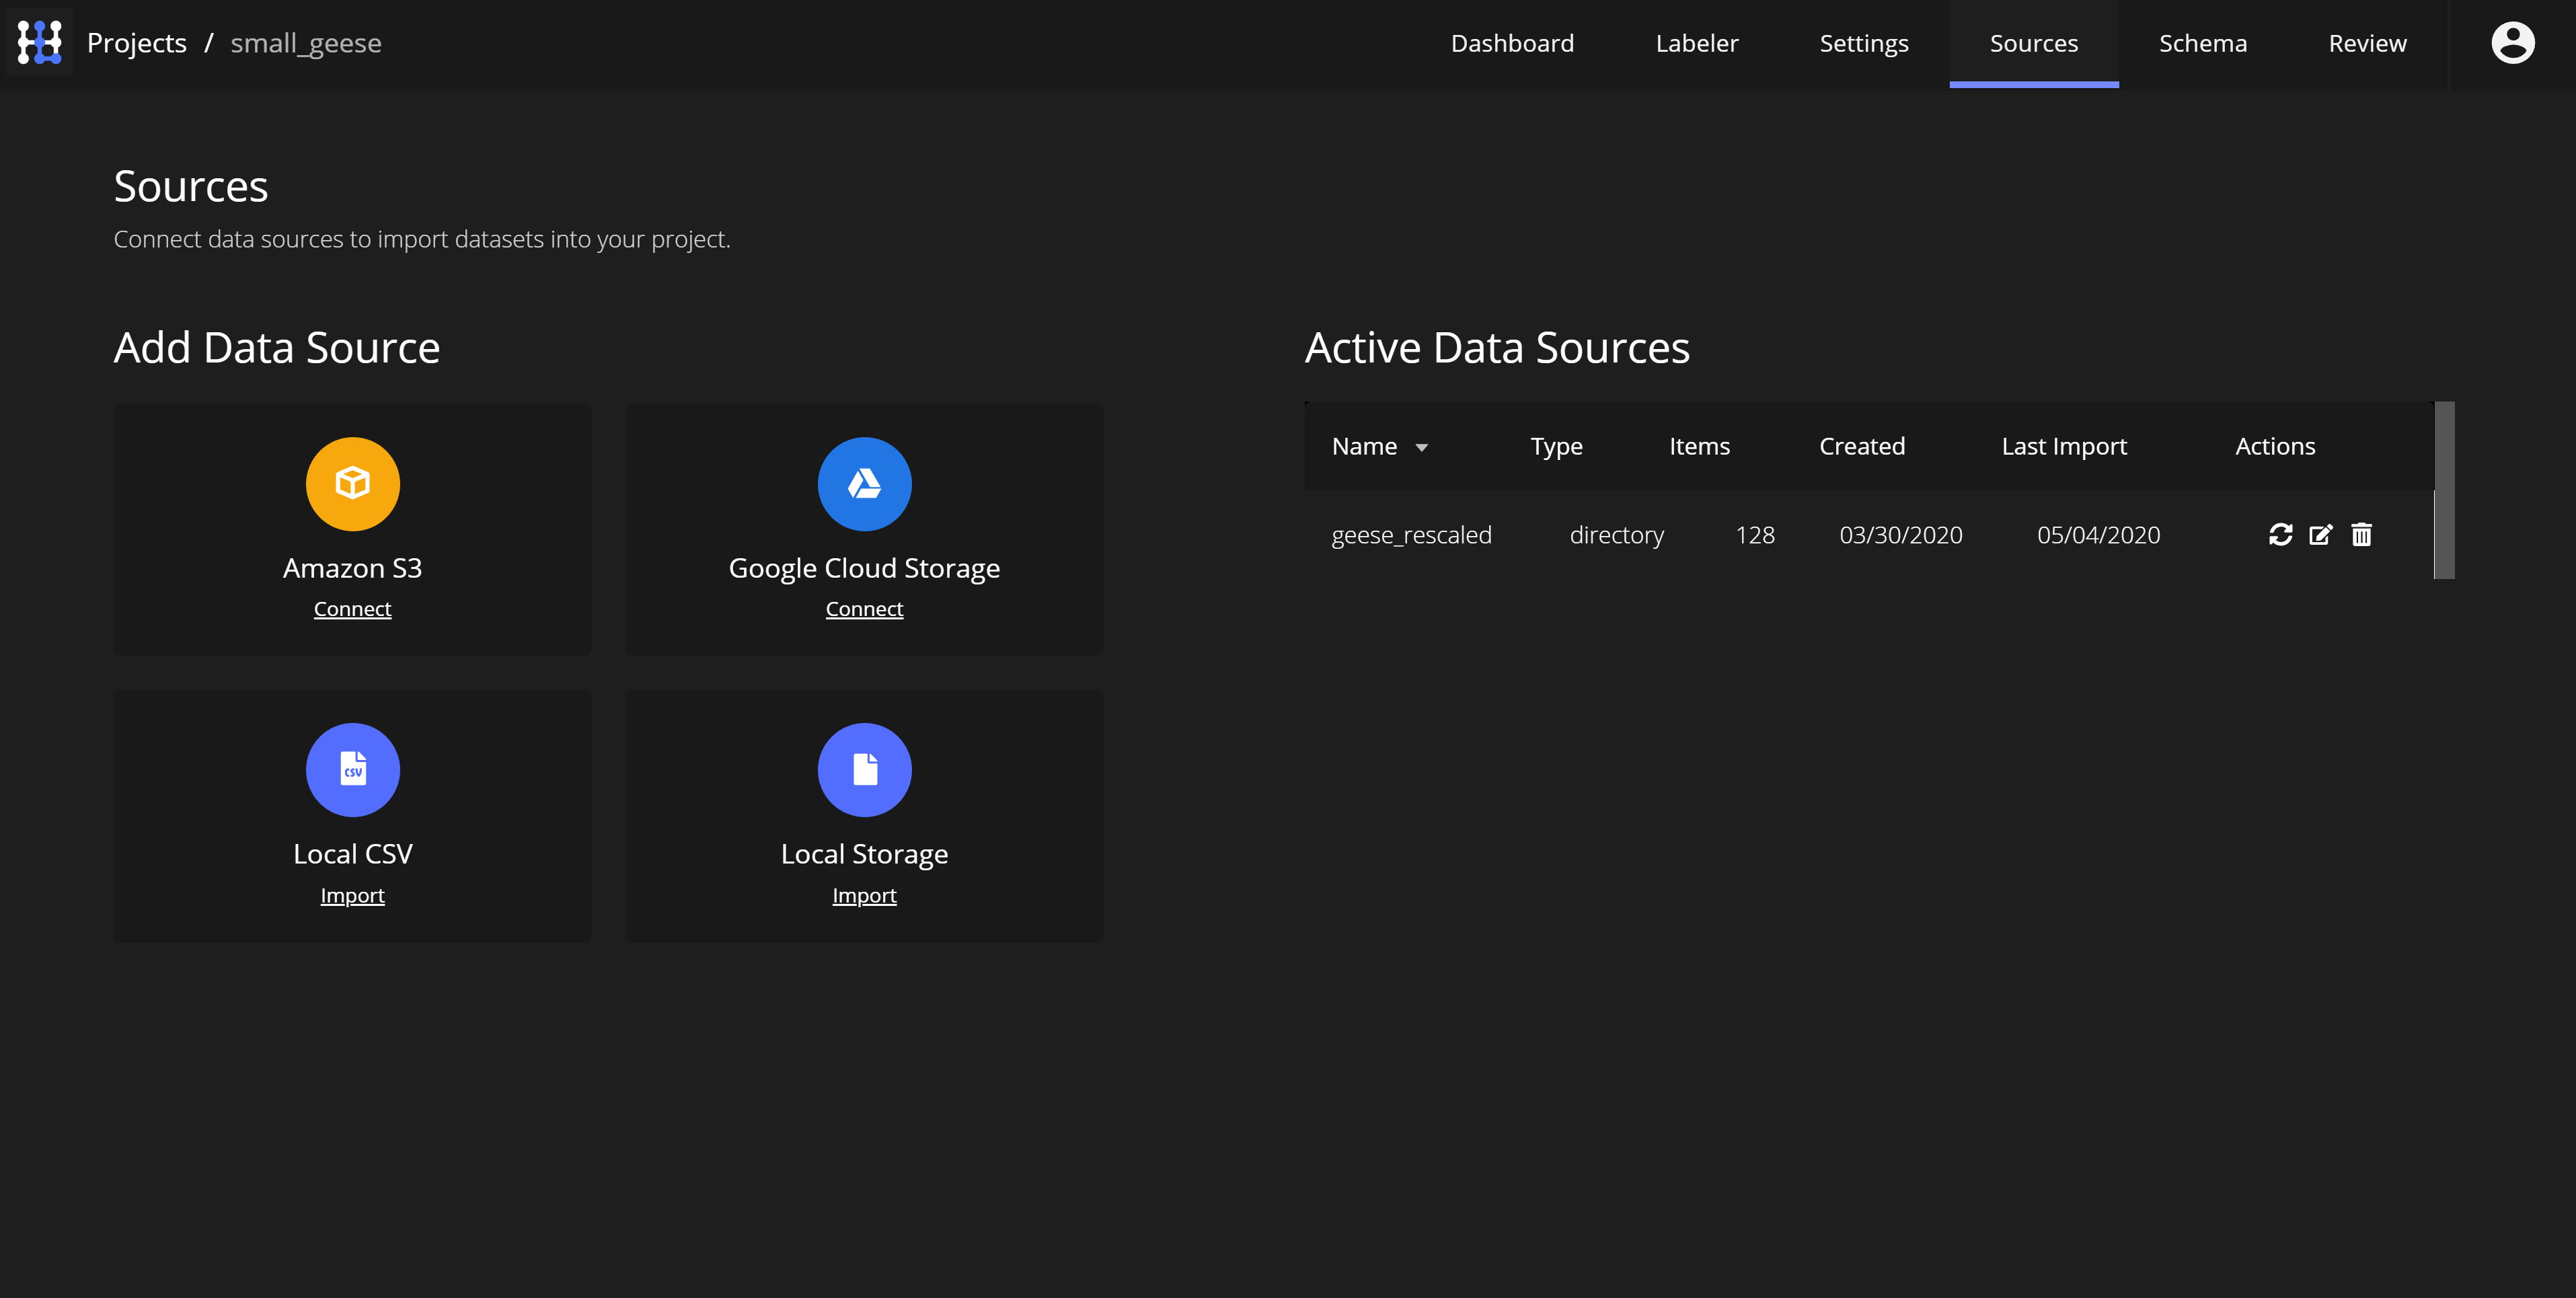 Projects / small_geese
Dashboard Labeler Settings Sources Schema Review
Sources
Connect data sources to import datasets into your project.
Add Data Source
Amazon S3
Connect
Google Cloud Storage
Connect
CSV
Local CSV
Import
Local Storage
Import
Active Data Sources
Name Type Items Created Last Import Actions
geese_rescaled directory 128 03/30/2020 05/04/2020